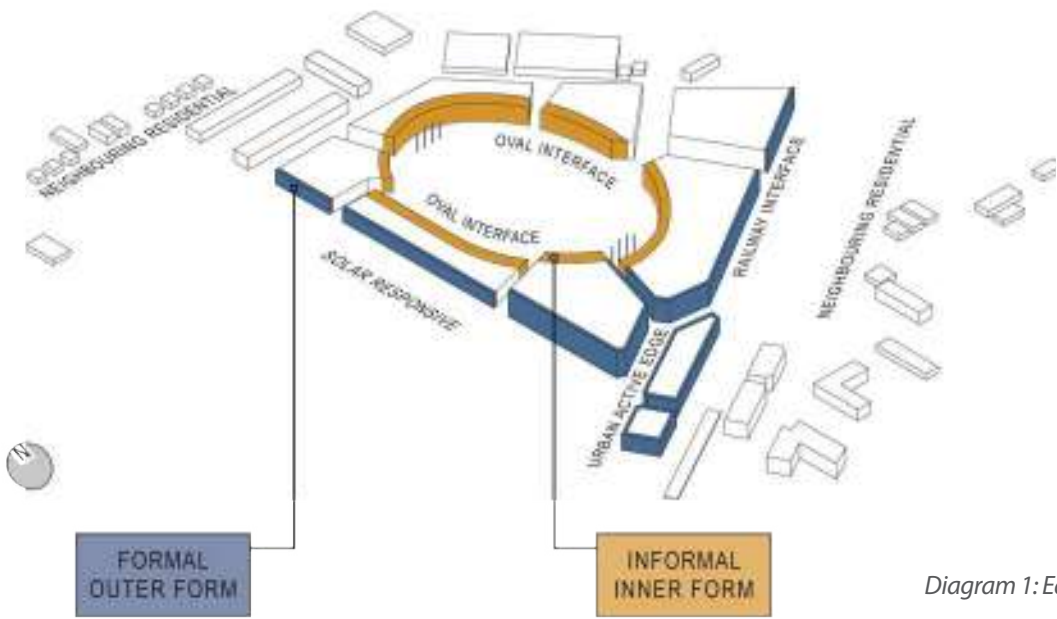 NEIGHBOURING RESIDENTIAL
OVAL INTERFACE
OVAL INTERFACE
SOLAR RESPONSIVE
RAILWAY INTERFACE
NEIGHBOURING RESIDENTIAL
URBAN ACTIVE EDGE
N
FORMAL
OUTER FORM
INFORMAL
INNER FORM
Diagram 1: